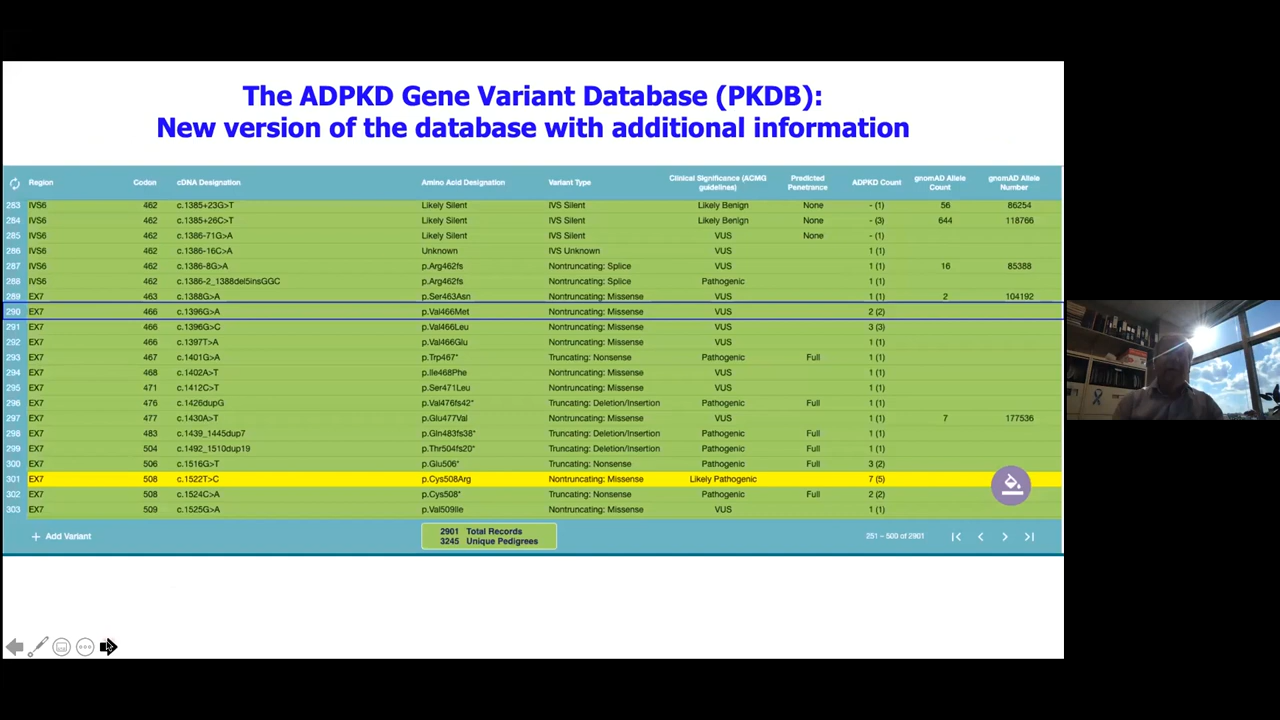 The ADPKD Gene Variant Database (PKDB):
New version of the database with additional information
Region Codon cDNA Designation Amino Acid Designation Variant Type Clinical Significance (ACMG guidelines) Predicted Penetrance ADPKD Count gnomAD Allele Count gnomAD Allele Number
283 IVS6 462 c.1385+23G>T Likely Silent IVS Silent Likely Benign None - (1) 56 86254
284 IVS6 462 c.1385+26C>T Likely Silent IVS Silent Likely Benign None - (3) 644 118766
285 IVS6 462 c.1386-71G>A Likely Silent IVS Silent VUS None - (1)
286 IVS6 462 c.1386-16C>A Unknown IVS Unknown VUS 1 (1)
287 IVS6 462 c.1386-8G>A p.Arg462fs Nontruncating: Splice VUS 1 (1) 16 85388
288 IVS6 462 c.1386-2_1388del5insGGC p.Arg462fs Nontruncating: Splice Pathogenic 1 (1)
289 EX7 463 c.1388G>A p.Ser463Asn Nontruncating: Missense VUS 1 (1) 2 104192
290 EX7 466 c.1396G>A p.Val466Met Nontruncating: Missense VUS 2 (2)
291 EX7 466 c.1396G>C p.Val466Leu Nontruncating: Missense VUS 3 (3)
292 EX7 466 c.1397T>A p.Val466Glu Nontruncating: Missense VUS 1 (1)
293 EX7 467 c.1401G>A p.Trp467* Truncating: Nonsense Pathogenic Full 1 (1)
294 EX7 468 c.1402A>T p.Ile468Phe Nontruncating: Missense VUS 1 (1)
295 EX7 471 c.1412C>T p.Ser471Leu Nontruncating: Missense VUS 1 (1)
296 EX7 476 c.1426dupG p.Val476fs42* Truncating: Deletion/Insertion Pathogenic Full 1 (1)
297 EX7 477 c.1430A>T p.Glu477Val Nontruncating: Missense VUS 1 (1) 7 177536
298 EX7 483 c.1439_1445dup7 p.Gln483fs38* Truncating: Deletion/Insertion Pathogenic Full 1 (1)
299 EX7 504 c.1492_1510dup19 p.Thr504fs20* Truncating: Deletion/Insertion Pathogenic Full 1 (1)
300 EX7 506 c.1516G>T p.Glu506* Truncating: Nonsense Pathogenic Full 3 (2)
301 EX7 508 c.1522T>C p.Cys508Arg Nontruncating: Missense Likely Pathogenic 7 (5)
302 EX7 508 c.1524C>A p.Cys508* Truncating: Nonsense Pathogenic Full 2 (2)
303 EX7 509 c.1525G>A p.Val509Ile Nontruncating: Missense VUS 1 (1)
+ Add Variant 2901 Total Records 251 – 500 of 2901
3245 Unique Pedigrees